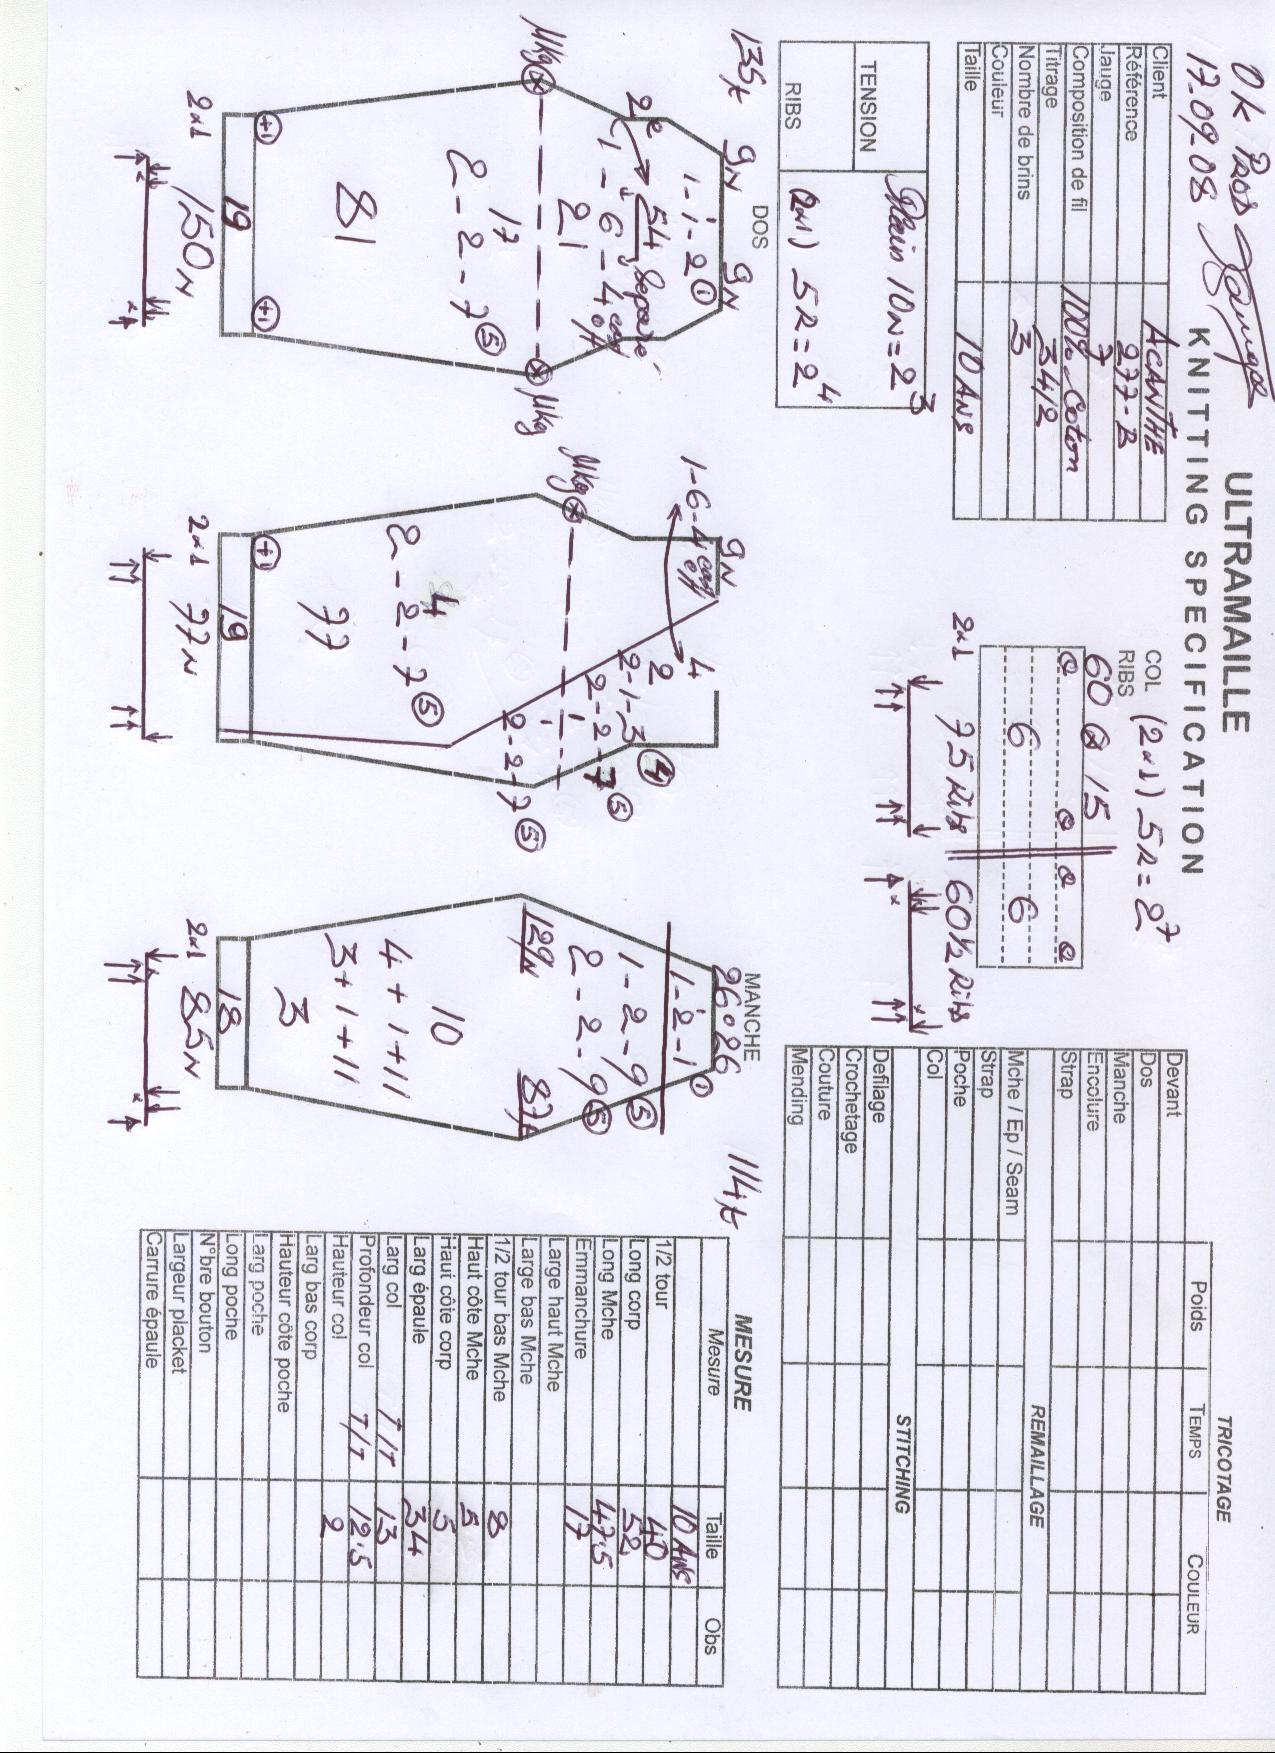 OK PROD
17-09-08
ULTRAMAILLE
KNITTING SPECIFICATION
Client ACANTHE
Référence 277-B
Jauge 7
Composition de fil 100% Coton
Titrage 34/2
Nombre de brins 3
Couleur
Taille 10 ANS
COL (2x1) 5R = 2⁷
RIBS
60 15
6 6
2x1 75 Ribs 60½ Ribs
TENSION Plain 10N = 2³
RIBS (2x1) 5R = 2⁴
TRICOTAGE
Poids TEMPS COULEUR
Devant
Dos
Manche
Encolure
Strap
REMAILLAGE
Mche / Ep / Seam
Strap
Poche
Col
STITCHING
Defilage
Crochetage
Couture
Mending
DOS
135t
9N 9N
1-1-2 ①
2e 54 Separé
1 - 6 - 4 cast off
21
Mkg Mkg
17
2-2-7 ⑤
81
+1 +1
19
2x1 150N
9N
1-6-4 cast off 4
2
2-1-3 ④
2-2-7 ⑤
Mkg
2-2-7 ⑤
4
2-2-7 ⑤
77
+1
19
2x1 77N
MANCHE
114t
26 26
1-2-1 ①
1-2-9 ⑤
2-2-9 ⑤
129N 87t
10
4+1+11
3+1+11
3
18
2x1 85N
MESURE
Mesure Taille Obs
10 ANS
1/2 tour 40
Long corp 52
Long Mche 47.5
Emmanchure 17
Large haut Mche
Large bas Mche
1/2 tour bas Mche 8
Haut côte Mche 5
Haut côte corp 5
Larg épaule 34
Larg col T/T 13
Profondeur col T/T 12.5
Hauteur col 2
Larg bas corp
Hauteur côte poche
Larg poche
Long poche
N°bre bouton
Largeur placket
Carrure épaule